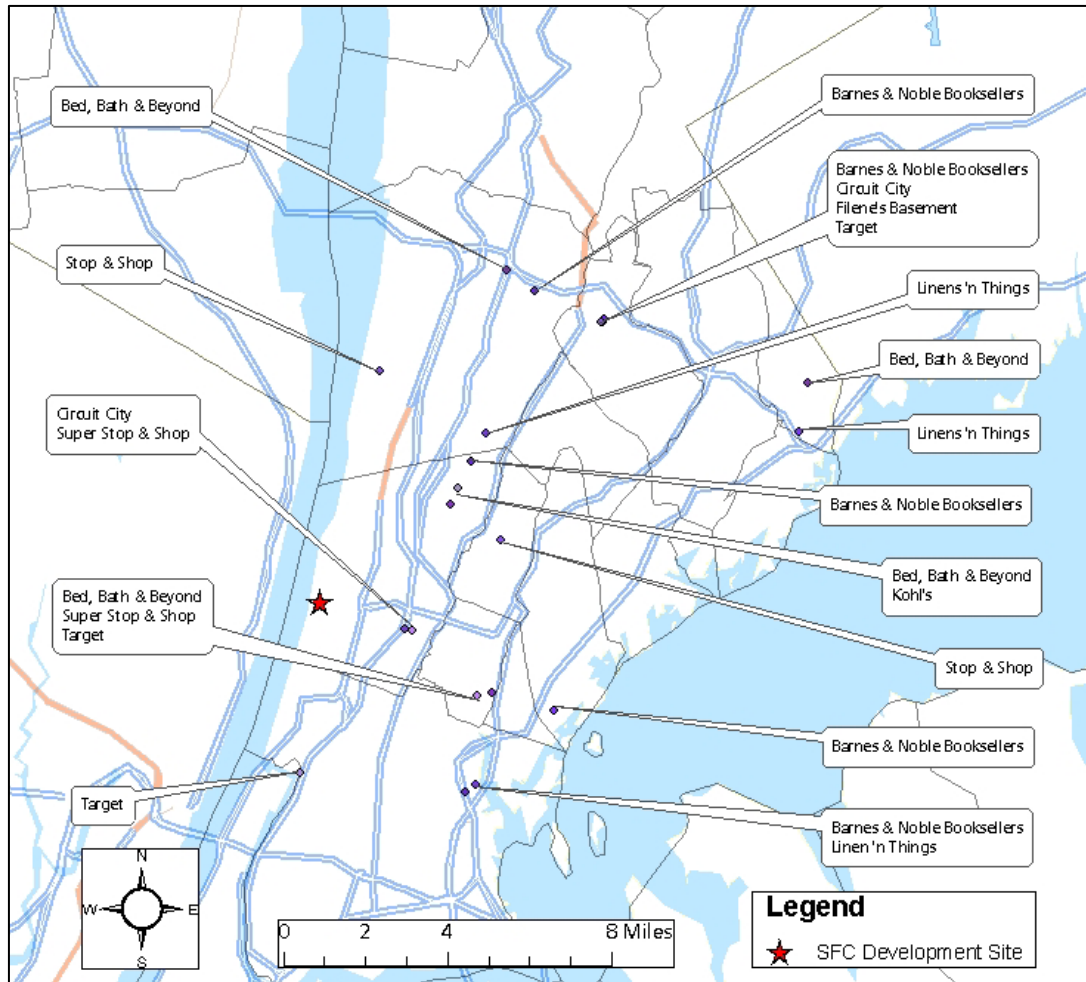 Bed, Bath & Beyond
Barnes & Noble Booksellers
Barnes & Noble Booksellers
Circuit City
Filene's Basement
Target
Stop & Shop
Linens 'n Things
Bed, Bath & Beyond
Circuit City
Super Stop & Shop
Linens 'n Things
Barnes & Noble Booksellers
Bed, Bath & Beyond
Kohl's
Bed, Bath & Beyond
Super Stop & Shop
Target
Stop & Shop
Barnes & Noble Booksellers
Target
Barnes & Noble Booksellers
Linen 'n Things
N
W E
S
0 2 4 8 Miles
Legend
SFC Development Site